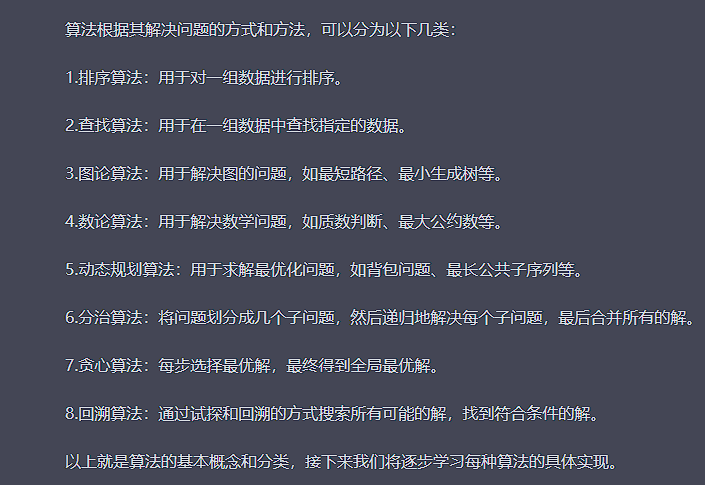 算法根据其解决问题的方式和方法，可以分为以下几类：
1.排序算法：用于对一组数据进行排序。
2.查找算法：用于在一组数据中查找指定的数据。
3.图论算法：用于解决图的问题，如最短路径、最小生成树等。
4.数论算法：用于解决数学问题，如质数判断、最大公约数等。
5.动态规划算法：用于求解最优化问题，如背包问题、最长公共子序列等。
6.分治算法：将问题划分成几个子问题，然后递归地解决每个子问题，最后合并所有的解。
7.贪心算法：每步选择最优解，最终得到全局最优解。
8.回溯算法：通过试探和回溯的方式搜索所有可能的解，找到符合条件的解。
以上就是算法的基本概念和分类，接下来我们将逐步学习每种算法的具体实现。